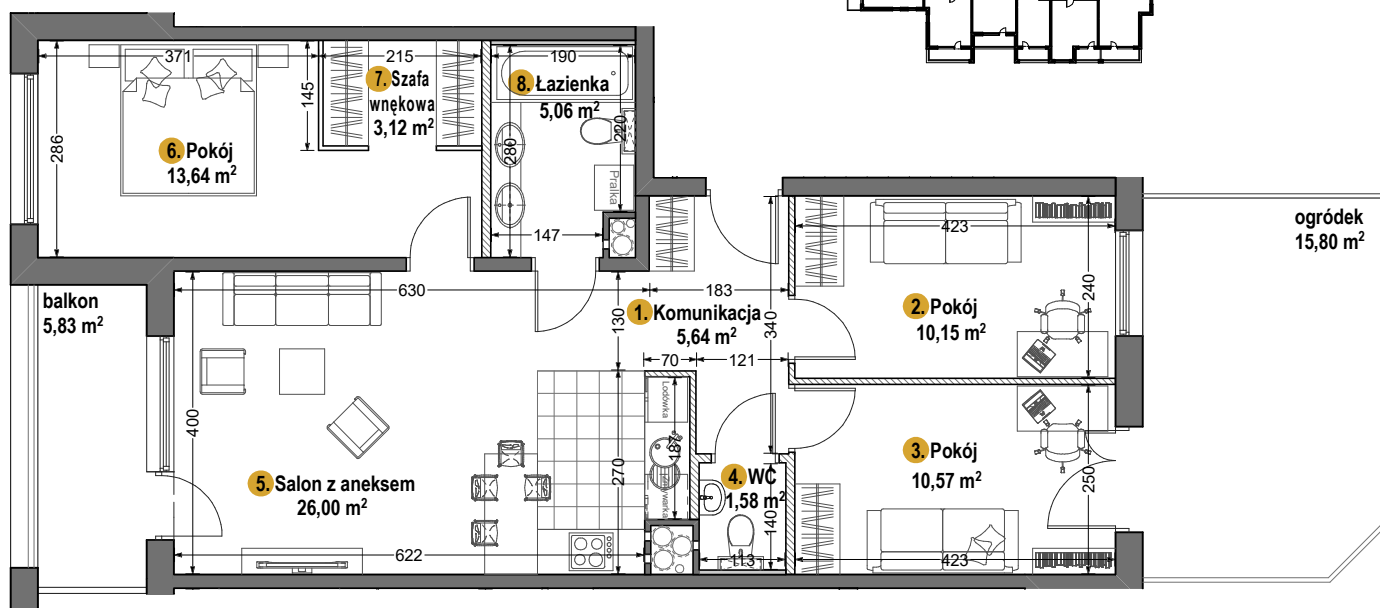 371
215
190
7. Szafa
wnękowa
3,12 m²
8. Łazienka
5,06 m²
145
286
6. Pokój
13,64 m²
280
220
Pralka
147
ogródek
15,80 m²
423
240
balkon
5,83 m²
630
183
1. Komunikacja
5,64 m²
130
340
2. Pokój
10,15 m²
70
121
Lodówka
187
400
270
5. Salon z aneksem
26,00 m²
4. WC
1,58 m²
140
3. Pokój
10,57 m²
250
622
113
423